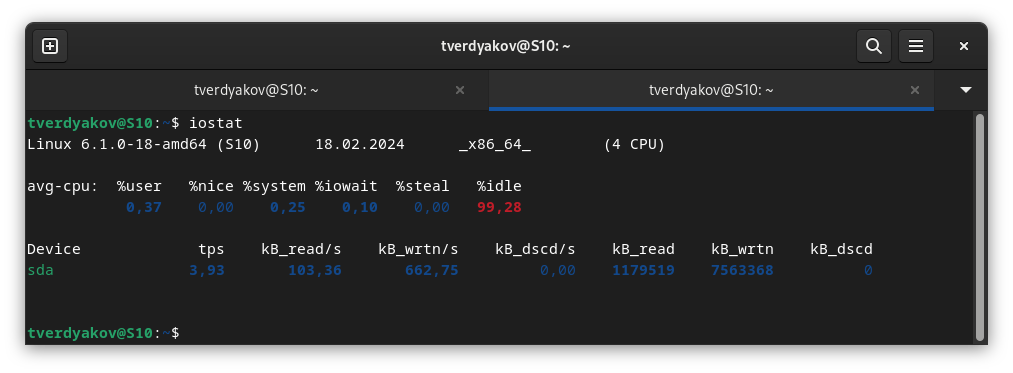 tverdyakov@S10: ~
tverdyakov@S10: ~ tverdyakov@S10: ~
tverdyakov@S10:~$ iostat
Linux 6.1.0-18-amd64 (S10) 18.02.2024 _x86_64_ (4 CPU)
avg-cpu: %user %nice %system %iowait %steal %idle
0,37 0,00 0,25 0,10 0,00 99,28
Device tps kB_read/s kB_wrtn/s kB_dscd/s kB_read kB_wrtn kB_dscd
sda 3,93 103,36 662,75 0,00 1179519 7563368 0
tverdyakov@S10:~$